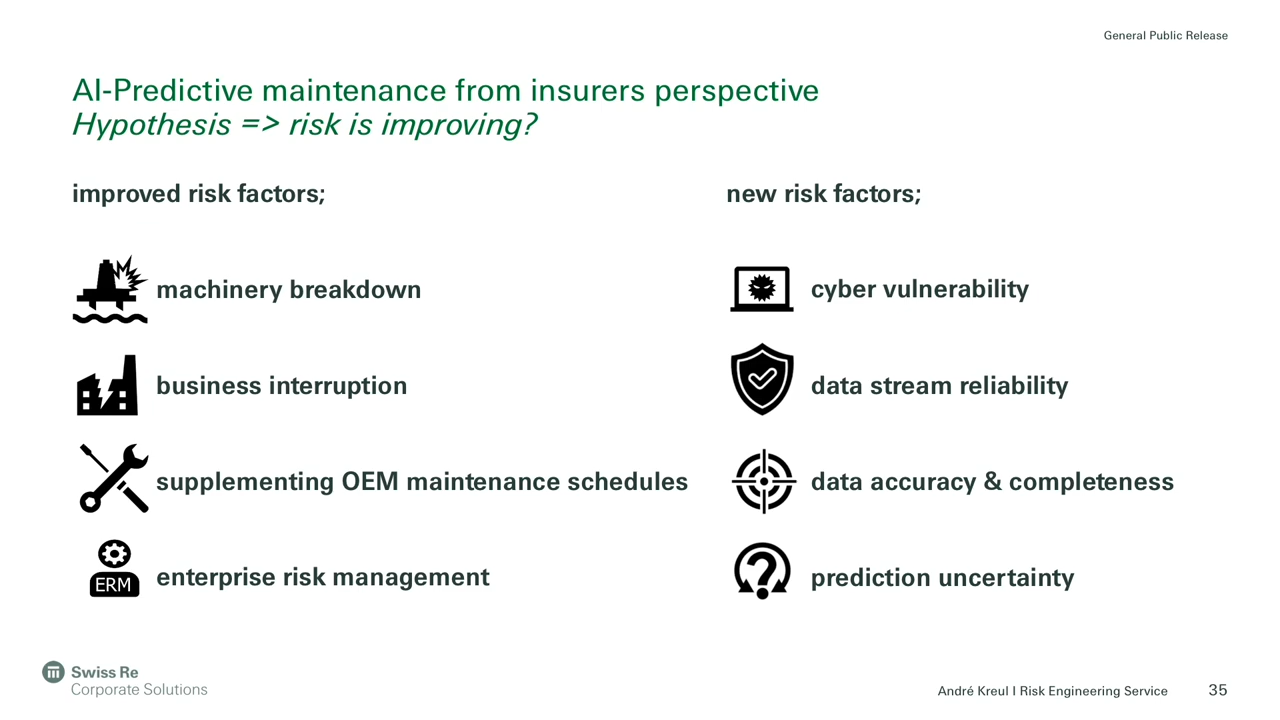 General Public Release
AI-Predictive maintenance from insurers perspective
Hypothesis => risk is improving?
improved risk factors;
machinery breakdown
business interruption
supplementing OEM maintenance schedules
ERM
enterprise risk management
new risk factors;
cyber vulnerability
data stream reliability
data accuracy & completeness
prediction uncertainty
Swiss Re
Corporate Solutions
André Kreul I Risk Engineering Service
35